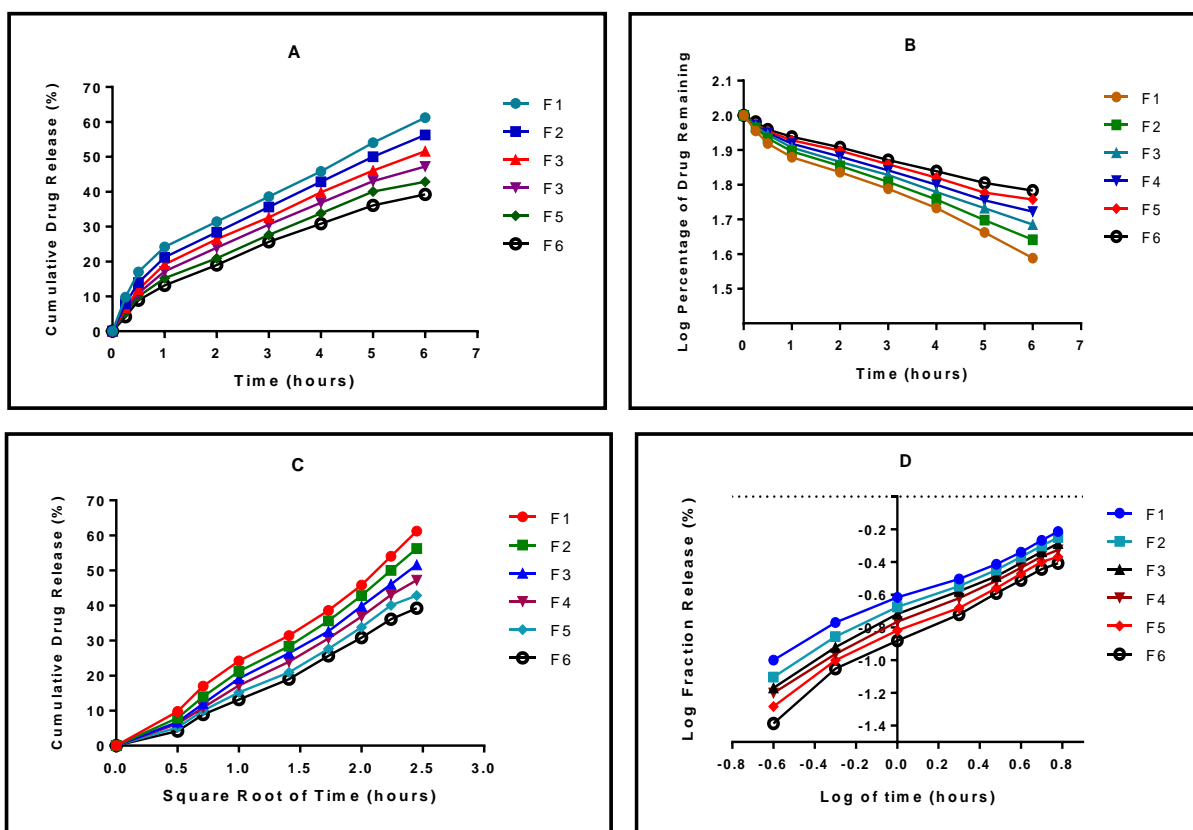 A
Cumulative Drug Release (%)
70
60
50
40
30
20
10
0
0 1 2 3 4 5 6 7
Time (hours)
F1
F2
F3
F3
F5
F6
B
Log Percentage of Drug Remaining
2.1
2.0
1.9
1.8
1.7
1.6
1.5
0 1 2 3 4 5 6 7
Time (hours)
F1
F2
F3
F4
F5
F6
C
Cumulative Drug Release (%)
70
60
50
40
30
20
10
0
0.0 0.5 1.0 1.5 2.0 2.5 3.0
Square Root of Time (hours)
F1
F2
F3
F4
F5
F6
D
Log Fraction Release (%)
-0.2
-0.4
-0.6
-0.8
-1.0
-1.2
-1.4
-0.8 -0.6 -0.4 -0.2 0.0 0.2 0.4 0.6 0.8
Log of time (hours)
F1
F2
F3
F4
F5
F6